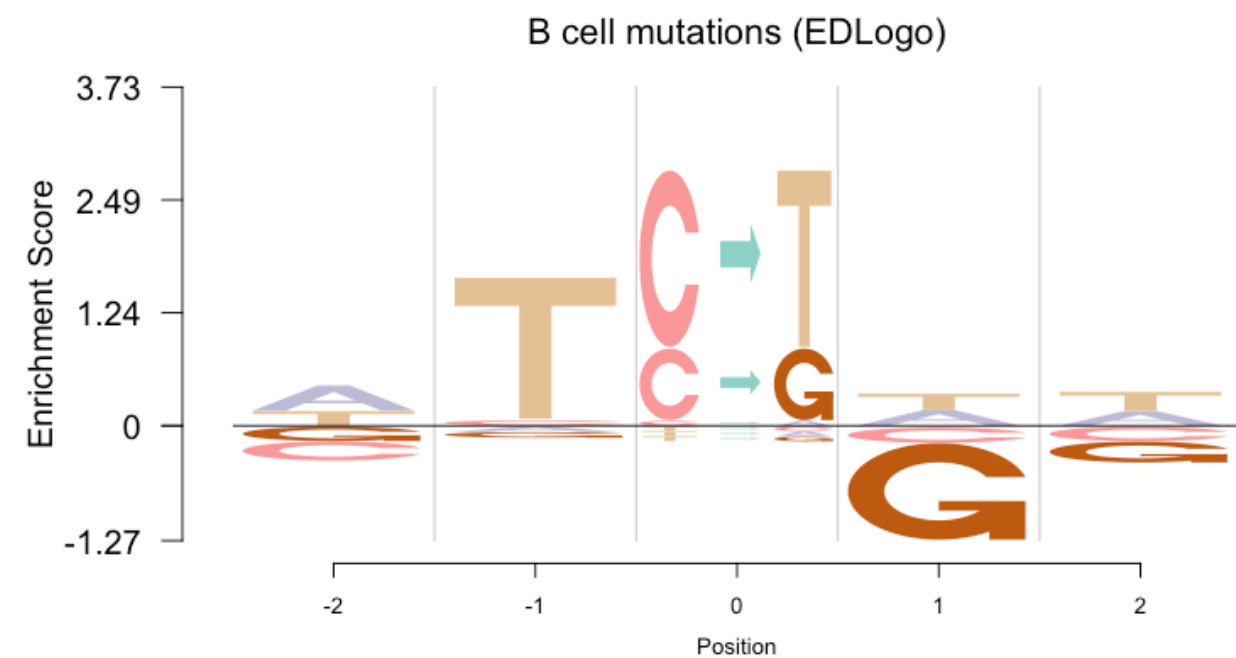 B cell mutations (EDLogo)
Enrichment Score
3.73
2.49
1.24
0
-1.27
A
T
G
C
T
C
A
G
C T
C G
T
A
C
G
T
A
C
G
-2 -1 0 1 2
Position